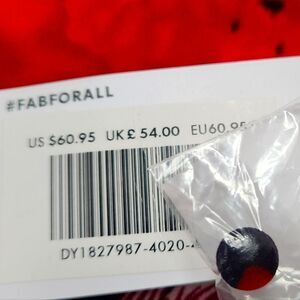 #FABFORALL
US $60.95 UK£ 54.00 EU60.95
DY1827987-4020-